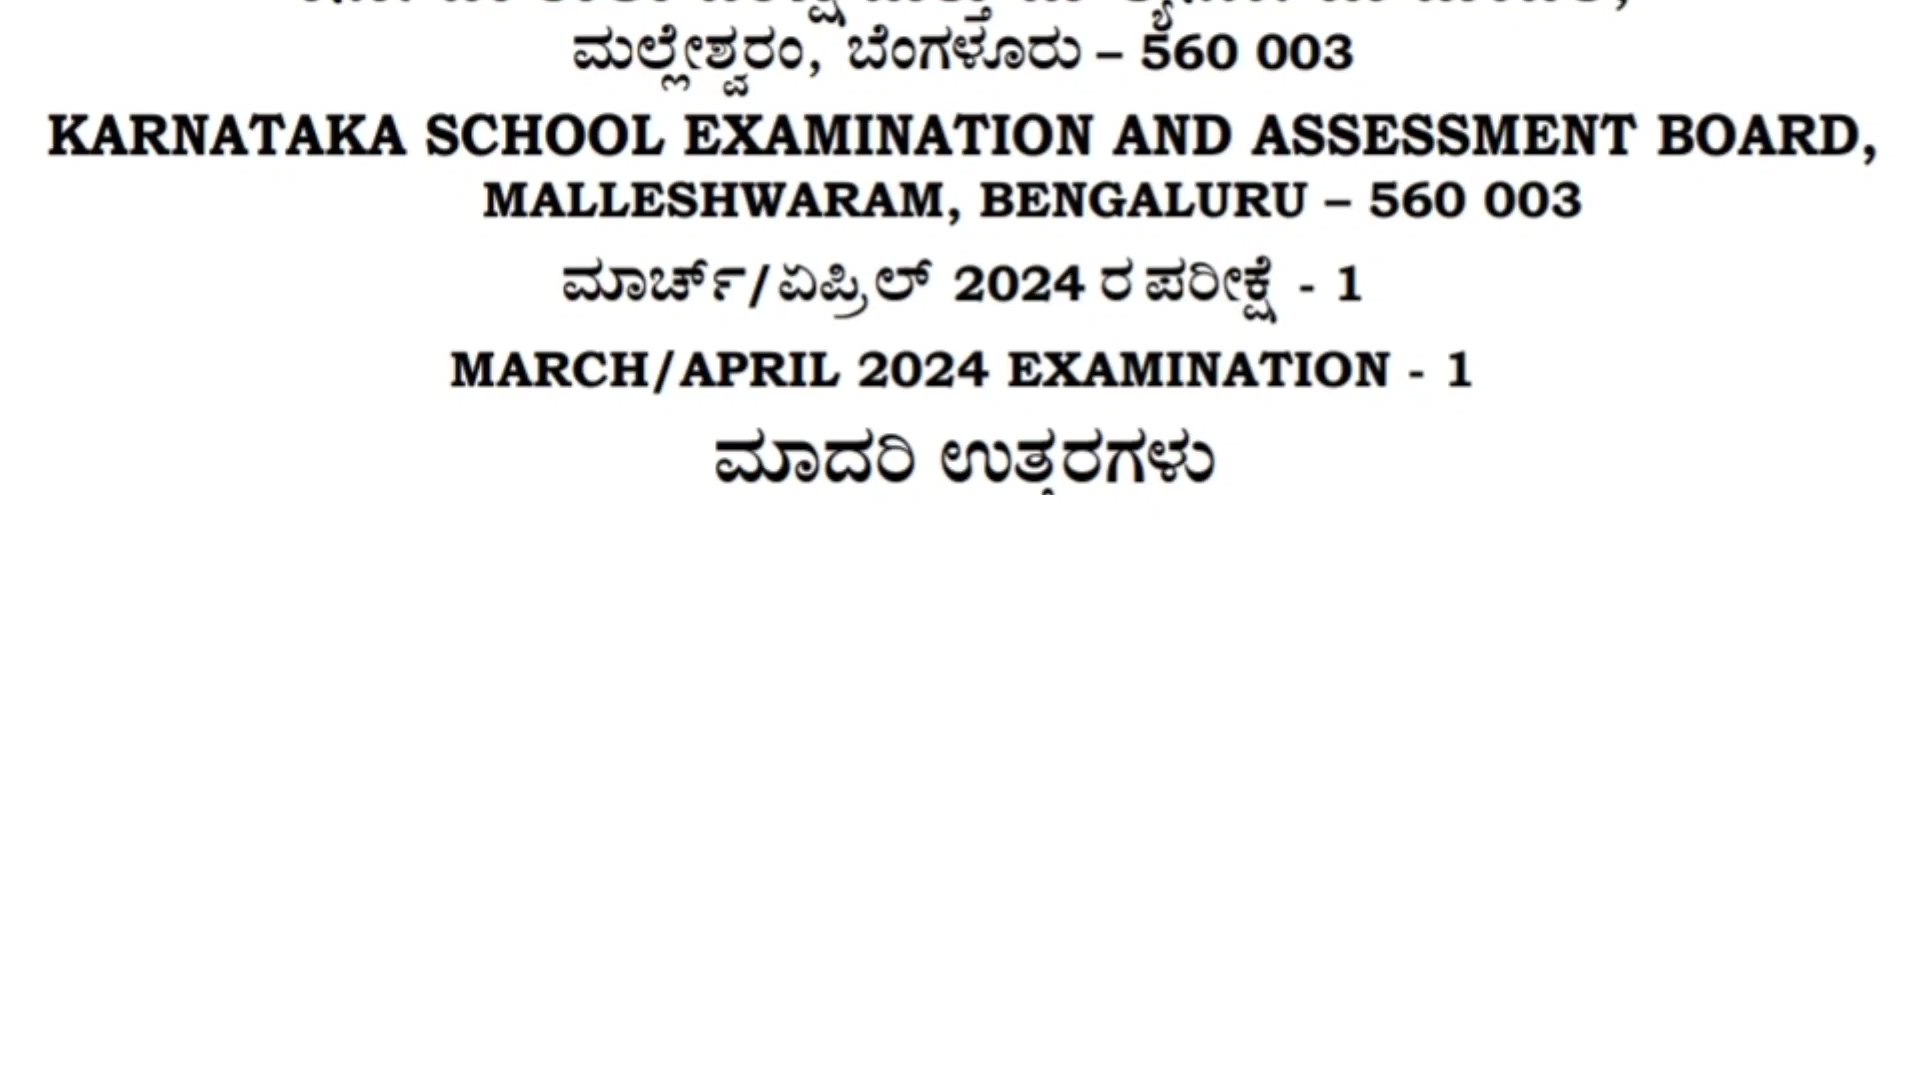 ಮಲ್ಲೇಶ್ವರಂ, ಬೆಂಗಳೂರು – 560 003
KARNATAKA SCHOOL EXAMINATION AND ASSESSMENT BOARD,
MALLESHWARAM, BENGALURU – 560 003
ಮಾರ್ಚ್/ಏಪ್ರಿಲ್ 2024 ರ ಪರೀಕ್ಷೆ - 1
MARCH/APRIL 2024 EXAMINATION - 1
ಮಾದರಿ ಉತ್ತರಗಳು